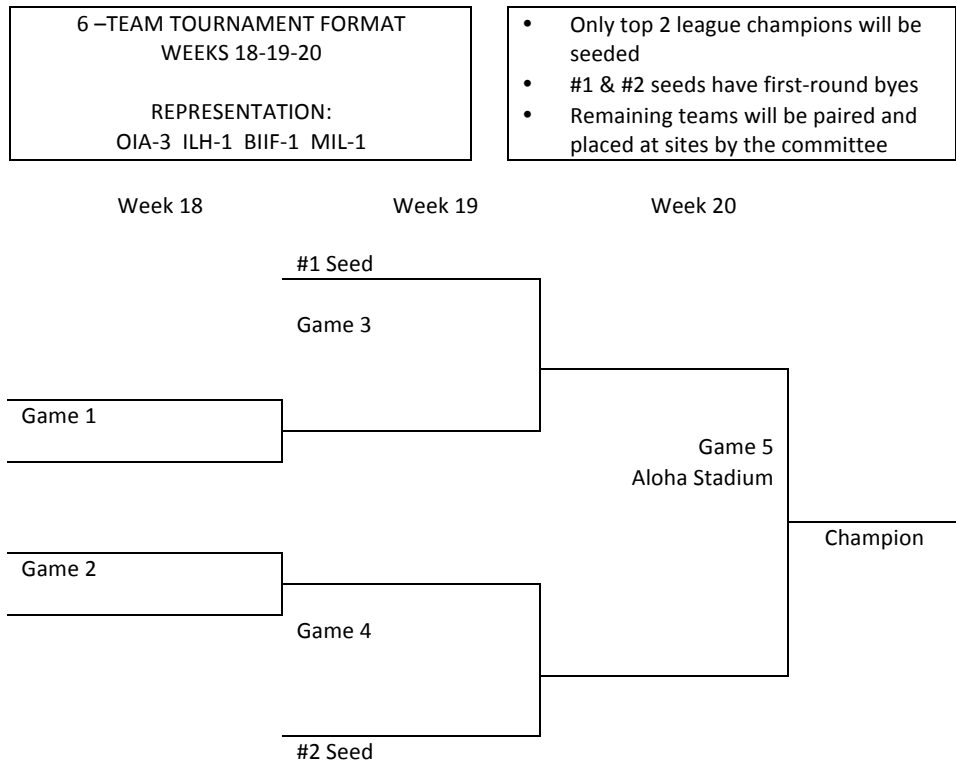 6 –TEAM TOURNAMENT FORMAT
WEEKS 18-19-20
REPRESENTATION:
OIA-3 ILH-1 BIIF-1 MIL-1
• Only top 2 league champions will be
seeded
• #1 & #2 seeds have first-round byes
• Remaining teams will be paired and
placed at sites by the committee
Week 18
Week 19
Week 20
#1 Seed
Game 3
Game 1
Game 5
Aloha Stadium
Champion
Game 2
Game 4
#2 Seed